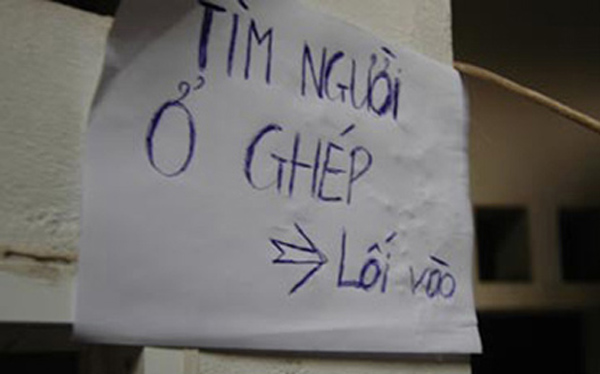 TÌM NGƯỜI
Ở GHÉP
⇒ Lối vào